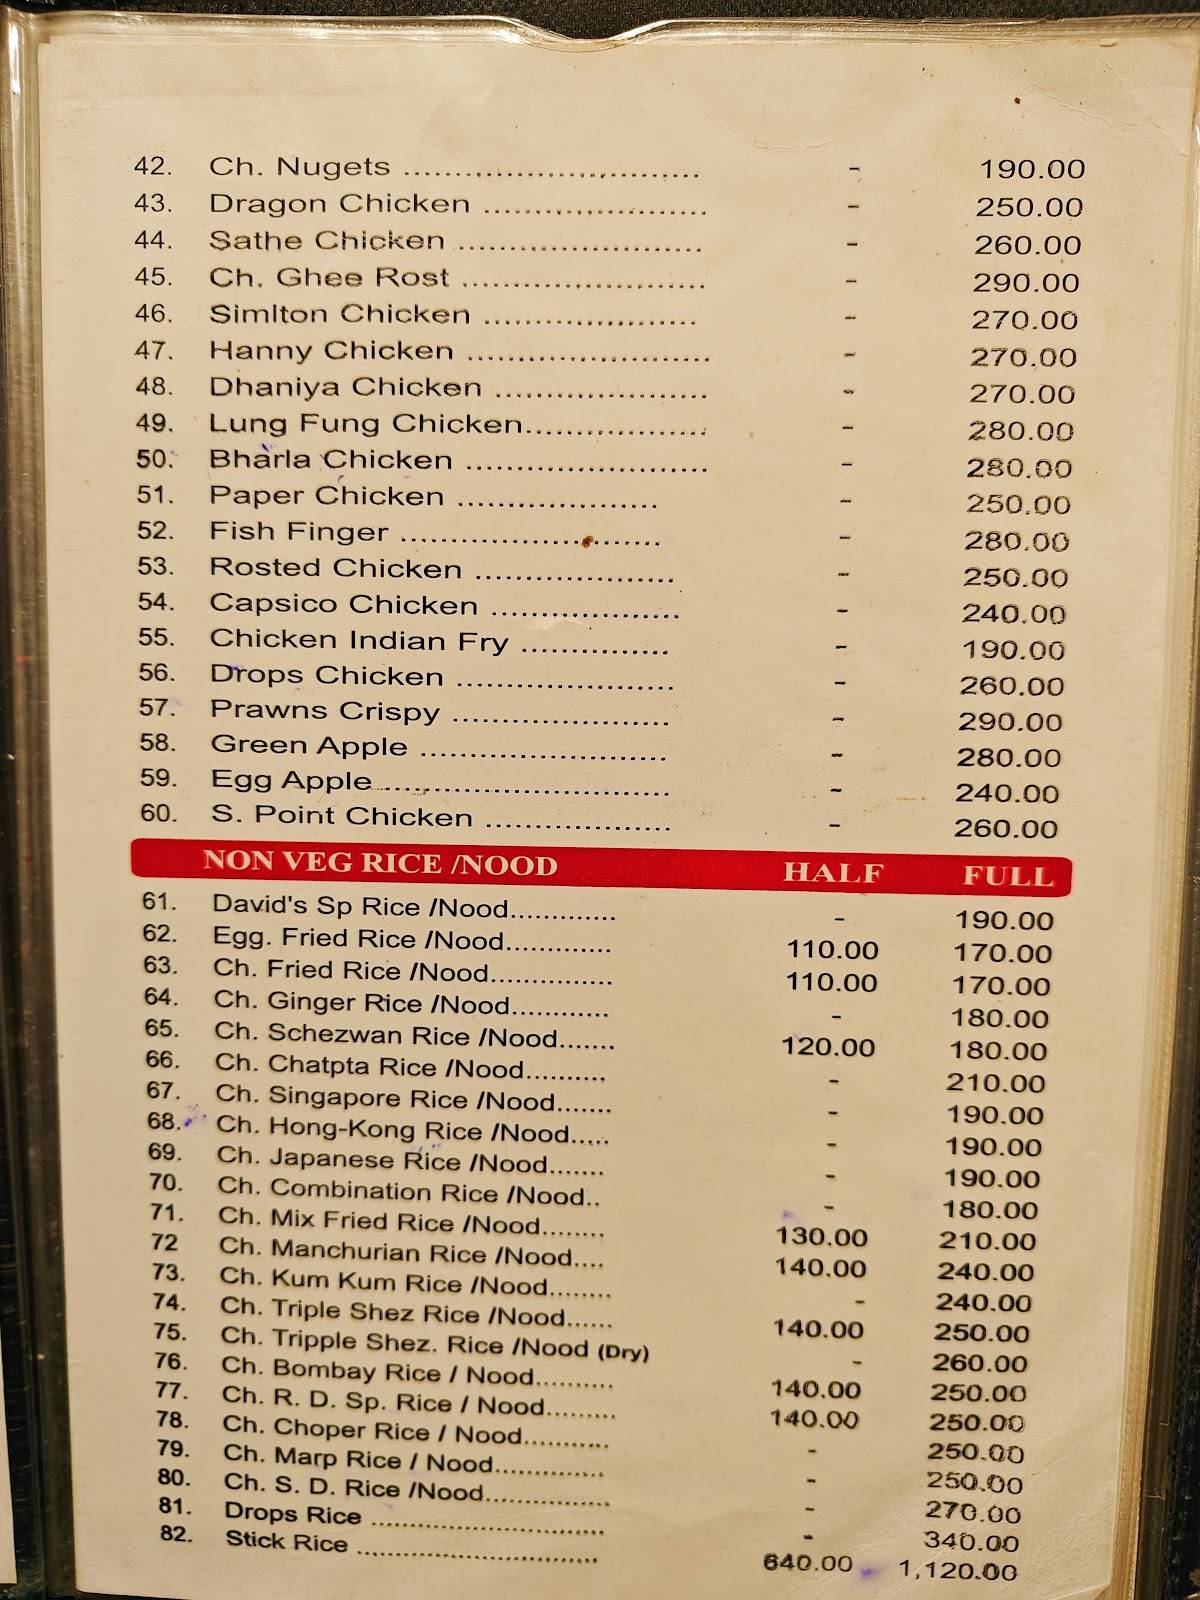 42. Ch. Nugets .............................. - 190.00
43. Dragon Chicken ...................... - 250.00
44. Sathe Chicken ........................ - 260.00
45. Ch. Ghee Rost ........................ - 290.00
46. Simlton Chicken ..................... - 270.00
47. Hanny Chicken ........................ - 270.00
48. Dhaniya Chicken ..................... - 270.00
49. Lung Fung Chicken.................. - 280.00
50. Bharla Chicken ........................ - 280.00
51. Paper Chicken .................... - 250.00
52. Fish Finger .......................... - 280.00
53. Rosted Chicken .................... - 250.00
54. Capsico Chicken ................... - 240.00
55. Chicken Indian Fry ............... - 190.00
56. Drops Chicken ...................... - 260.00
57. Prawns Crispy ...................... - 290.00
58. Green Apple ......................... - 280.00
59. Egg Apple.............................. - 240.00
60. S. Point Chicken ................... - 260.00
NON VEG RICE /NOOD HALF FULL
61. David's Sp Rice /Nood............. - 190.00
62. Egg. Fried Rice /Nood............. 110.00 170.00
63. Ch. Fried Rice /Nood............... 110.00 170.00
64. Ch. Ginger Rice /Nood............ - 180.00
65. Ch. Schezwan Rice /Nood....... 120.00 180.00
66. Ch. Chatpta Rice /Nood.......... - 210.00
67. Ch. Singapore Rice /Nood....... - 190.00
68. Ch. Hong-Kong Rice /Nood..... - 190.00
69. Ch. Japanese Rice /Nood....... - 190.00
70. Ch. Combination Rice /Nood.. - 180.00
71. Ch. Mix Fried Rice /Nood........ 130.00 210.00
72 Ch. Manchurian Rice /Nood.... 140.00 240.00
73. Ch. Kum Kum Rice /Nood........ - 240.00
74. Ch. Triple Shez Rice /Nood...... 140.00 250.00
75. Ch. Tripple Shez. Rice /Nood (Dry) - 260.00
76. Ch. Bombay Rice / Nood.......... 140.00 250.00
77. Ch. R. D. Sp. Rice / Nood......... 140.00 250.00
78. Ch. Choper Rice / Nood........... - 250.00
79. Ch. Marp Rice / Nood.............. - 250.00
80. Ch. S. D. Rice /Nood................ - 270.00
81. Drops Rice .............................. - 340.00
82. Stick Rice ............................... 640.00 1,120.00